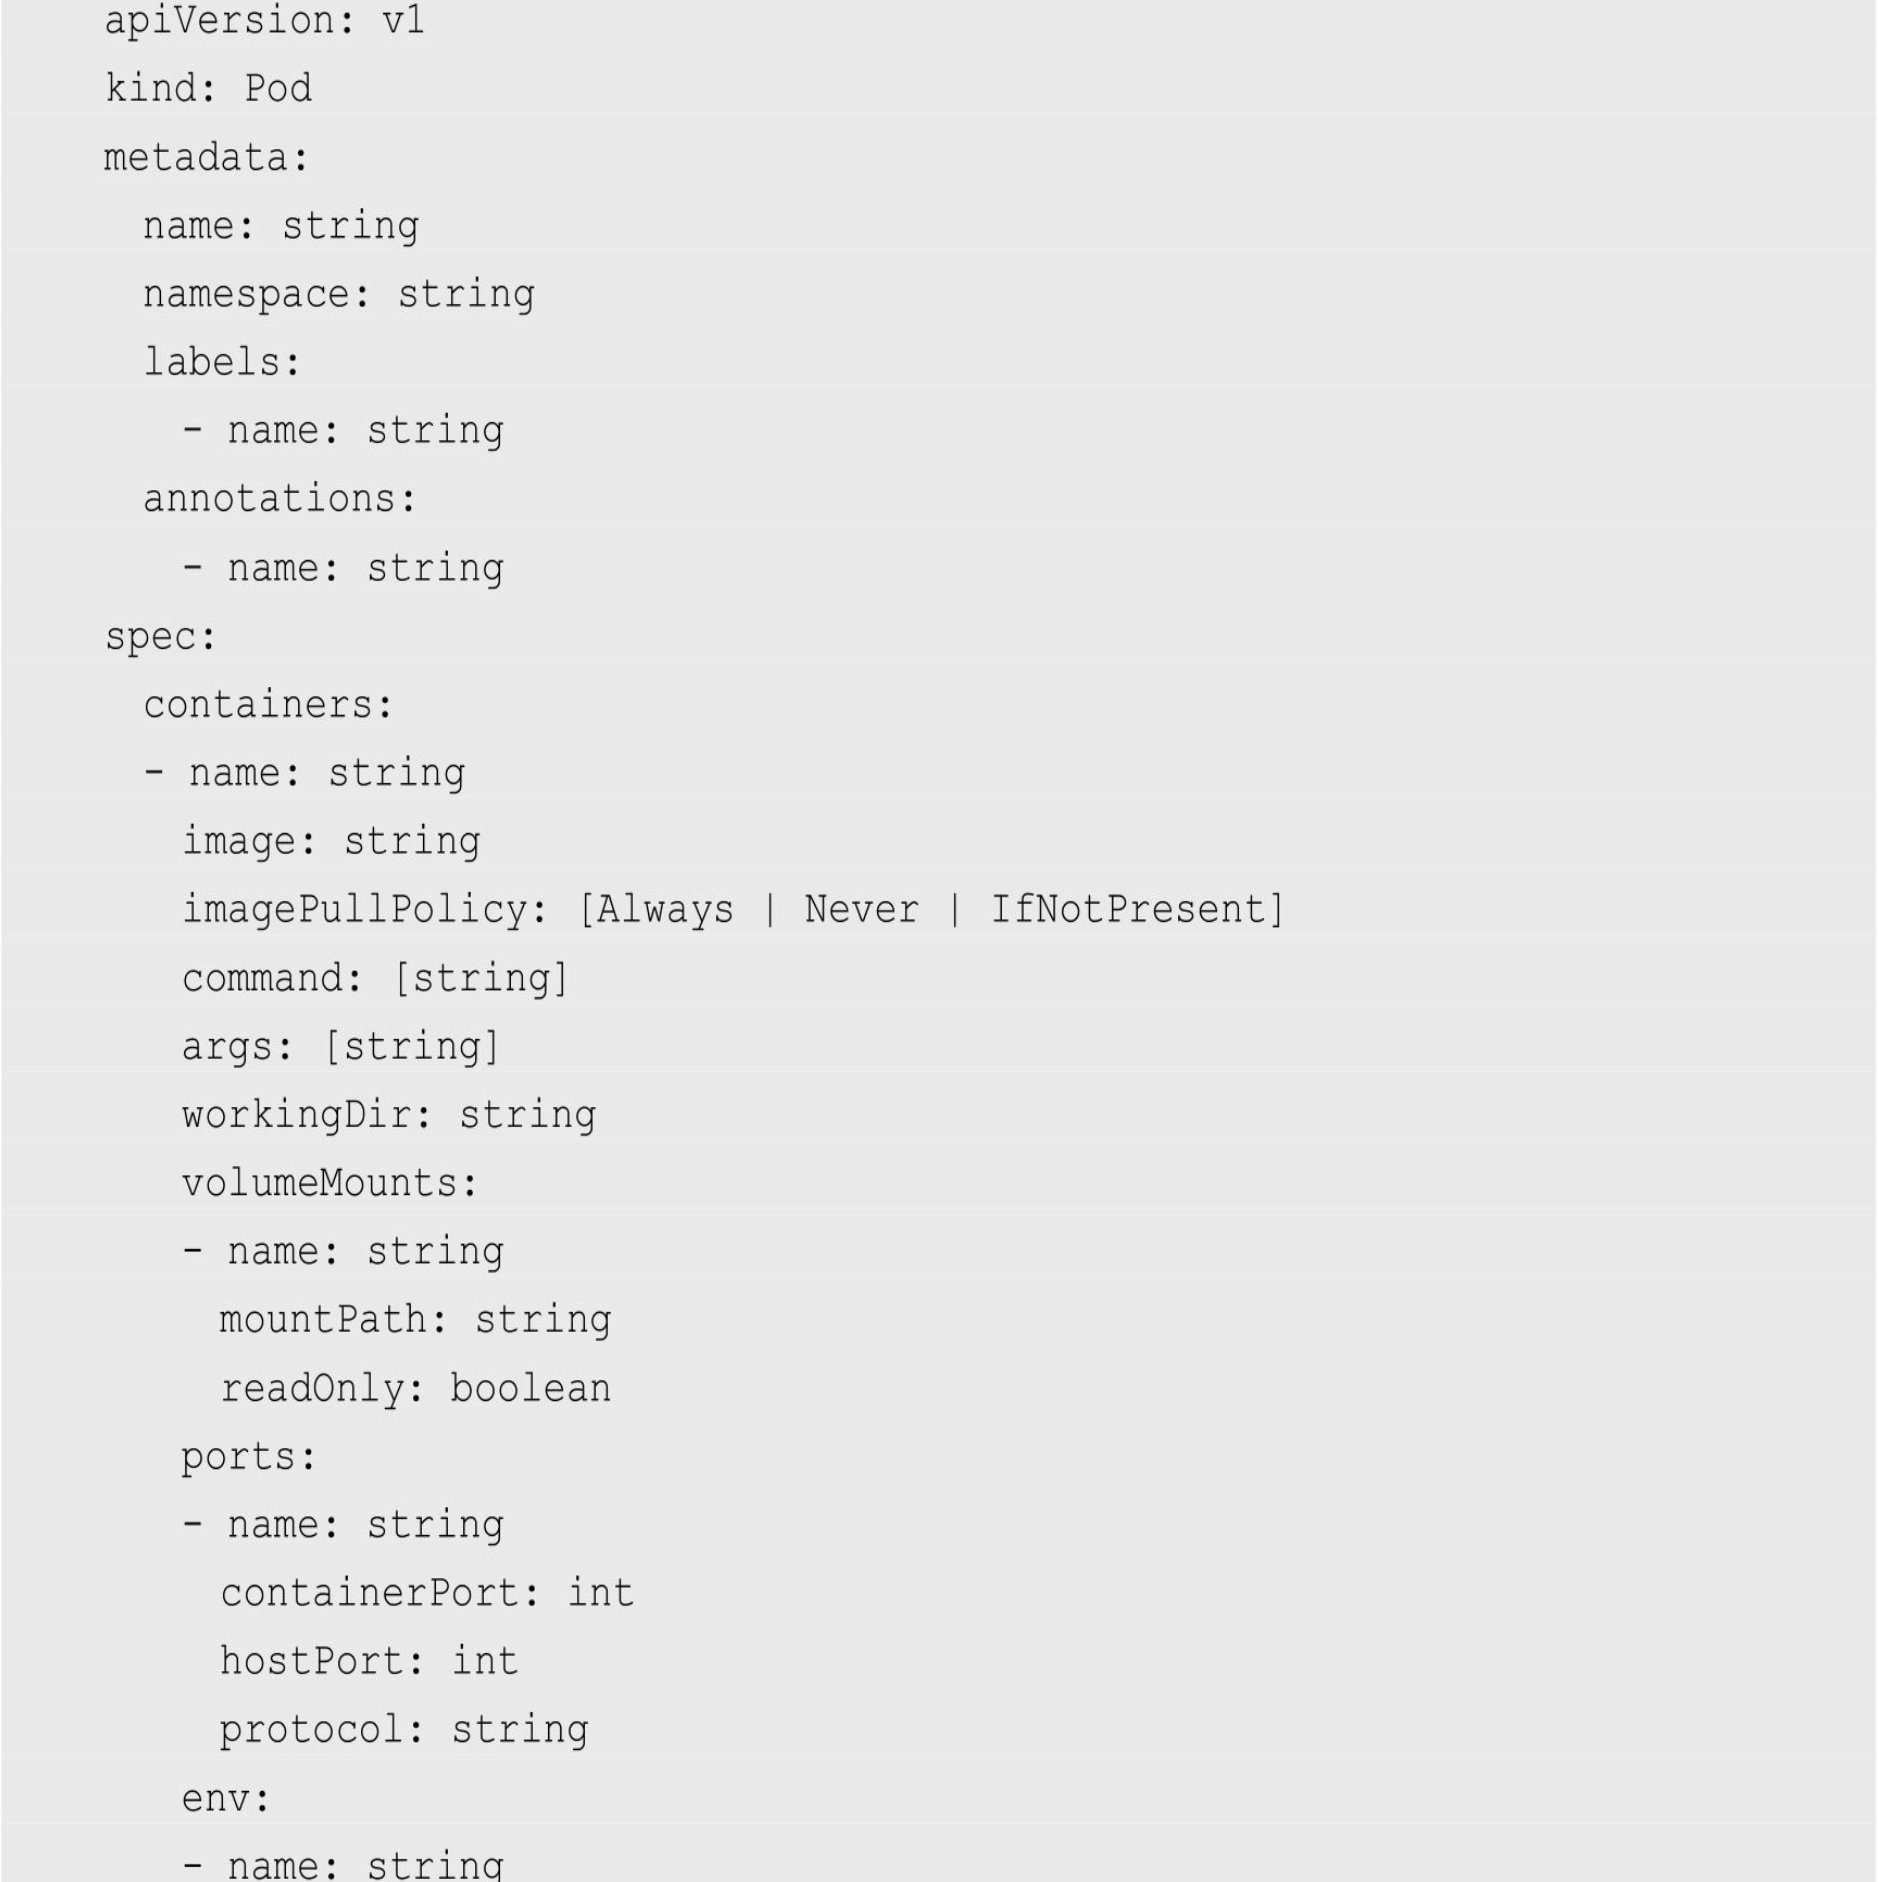 apiVersion: v1
kind: Pod
metadata:
  name: string
  namespace: string
  labels:
    - name: string
  annotations:
    - name: string
spec:
  containers:
  - name: string
    image: string
    imagePullPolicy: [Always | Never | IfNotPresent]
    command: [string]
    args: [string]
    workingDir: string
    volumeMounts:
    - name: string
      mountPath: string
      readOnly: boolean
    ports:
    - name: string
      containerPort: int
      hostPort: int
      protocol: string
    env:
    - name: string